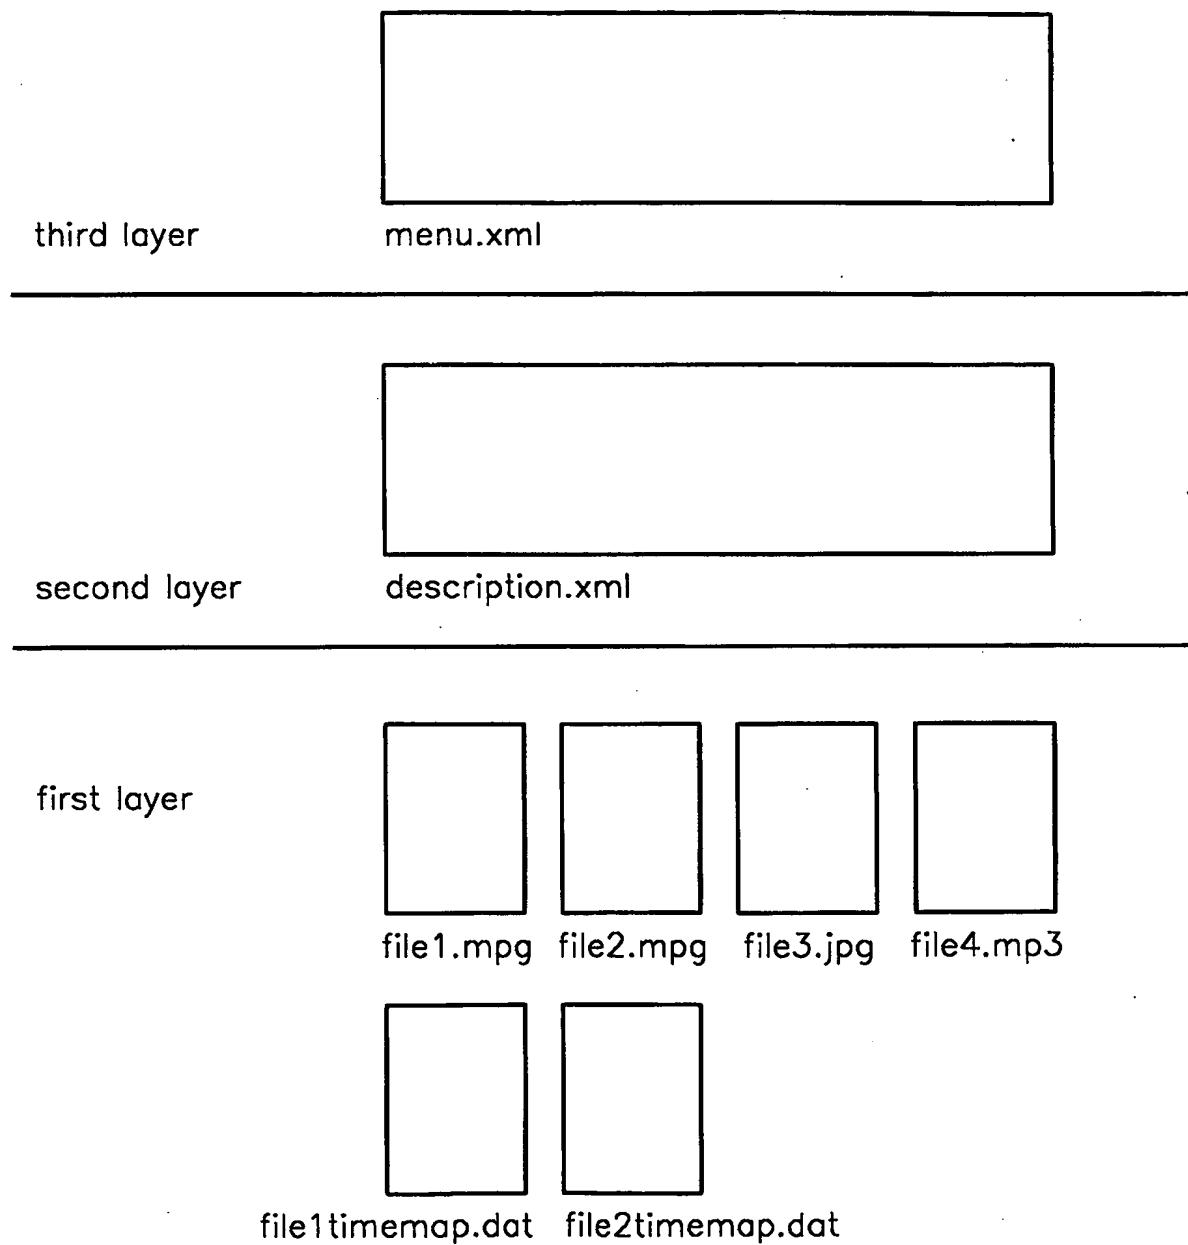 third layer menu.xml
second layer description.xml
first layer
file1.mpg file2.mpg file3.jpg file4.mp3
file1timemap.dat file2timemap.dat